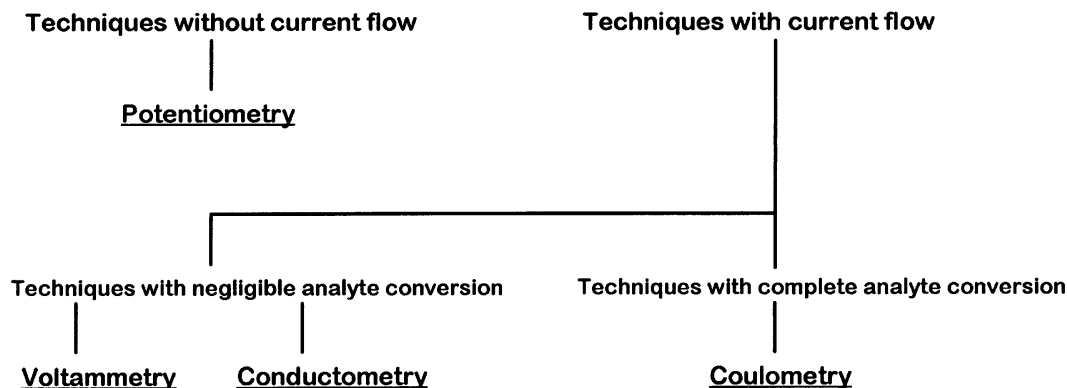 Techniques without current flow
Techniques with current flow
Potentiometry
Techniques with negligible analyte conversion
Techniques with complete analyte conversion
Voltammetry
Conductometry
Coulometry